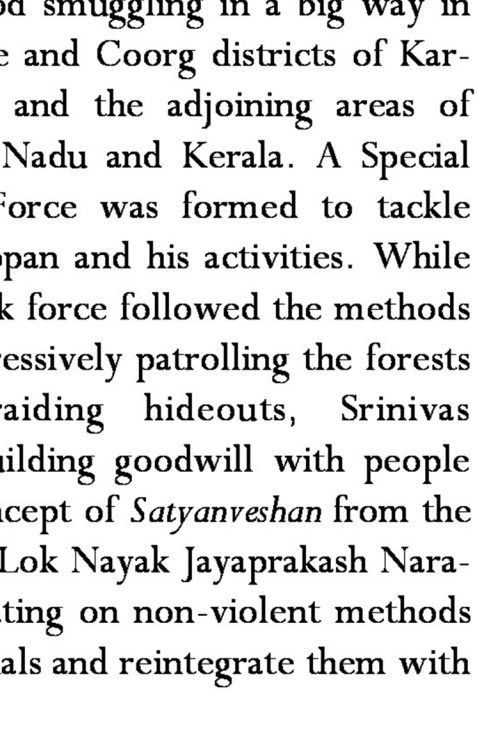 od smuggling in a big way in
e and Coorg districts of Kar-
and the adjoining areas of
Nadu and Kerala. A Special
Force was formed to tackle
ppan and his activities. While
k force followed the methods
ressively patrolling the forests
raiding hideouts, Srinivas
uilding goodwill with people
ncept of Satyanveshan from the
Lok Nayak Jayaprakash Nara-
ting on non-violent methods
als and reintegrate them with